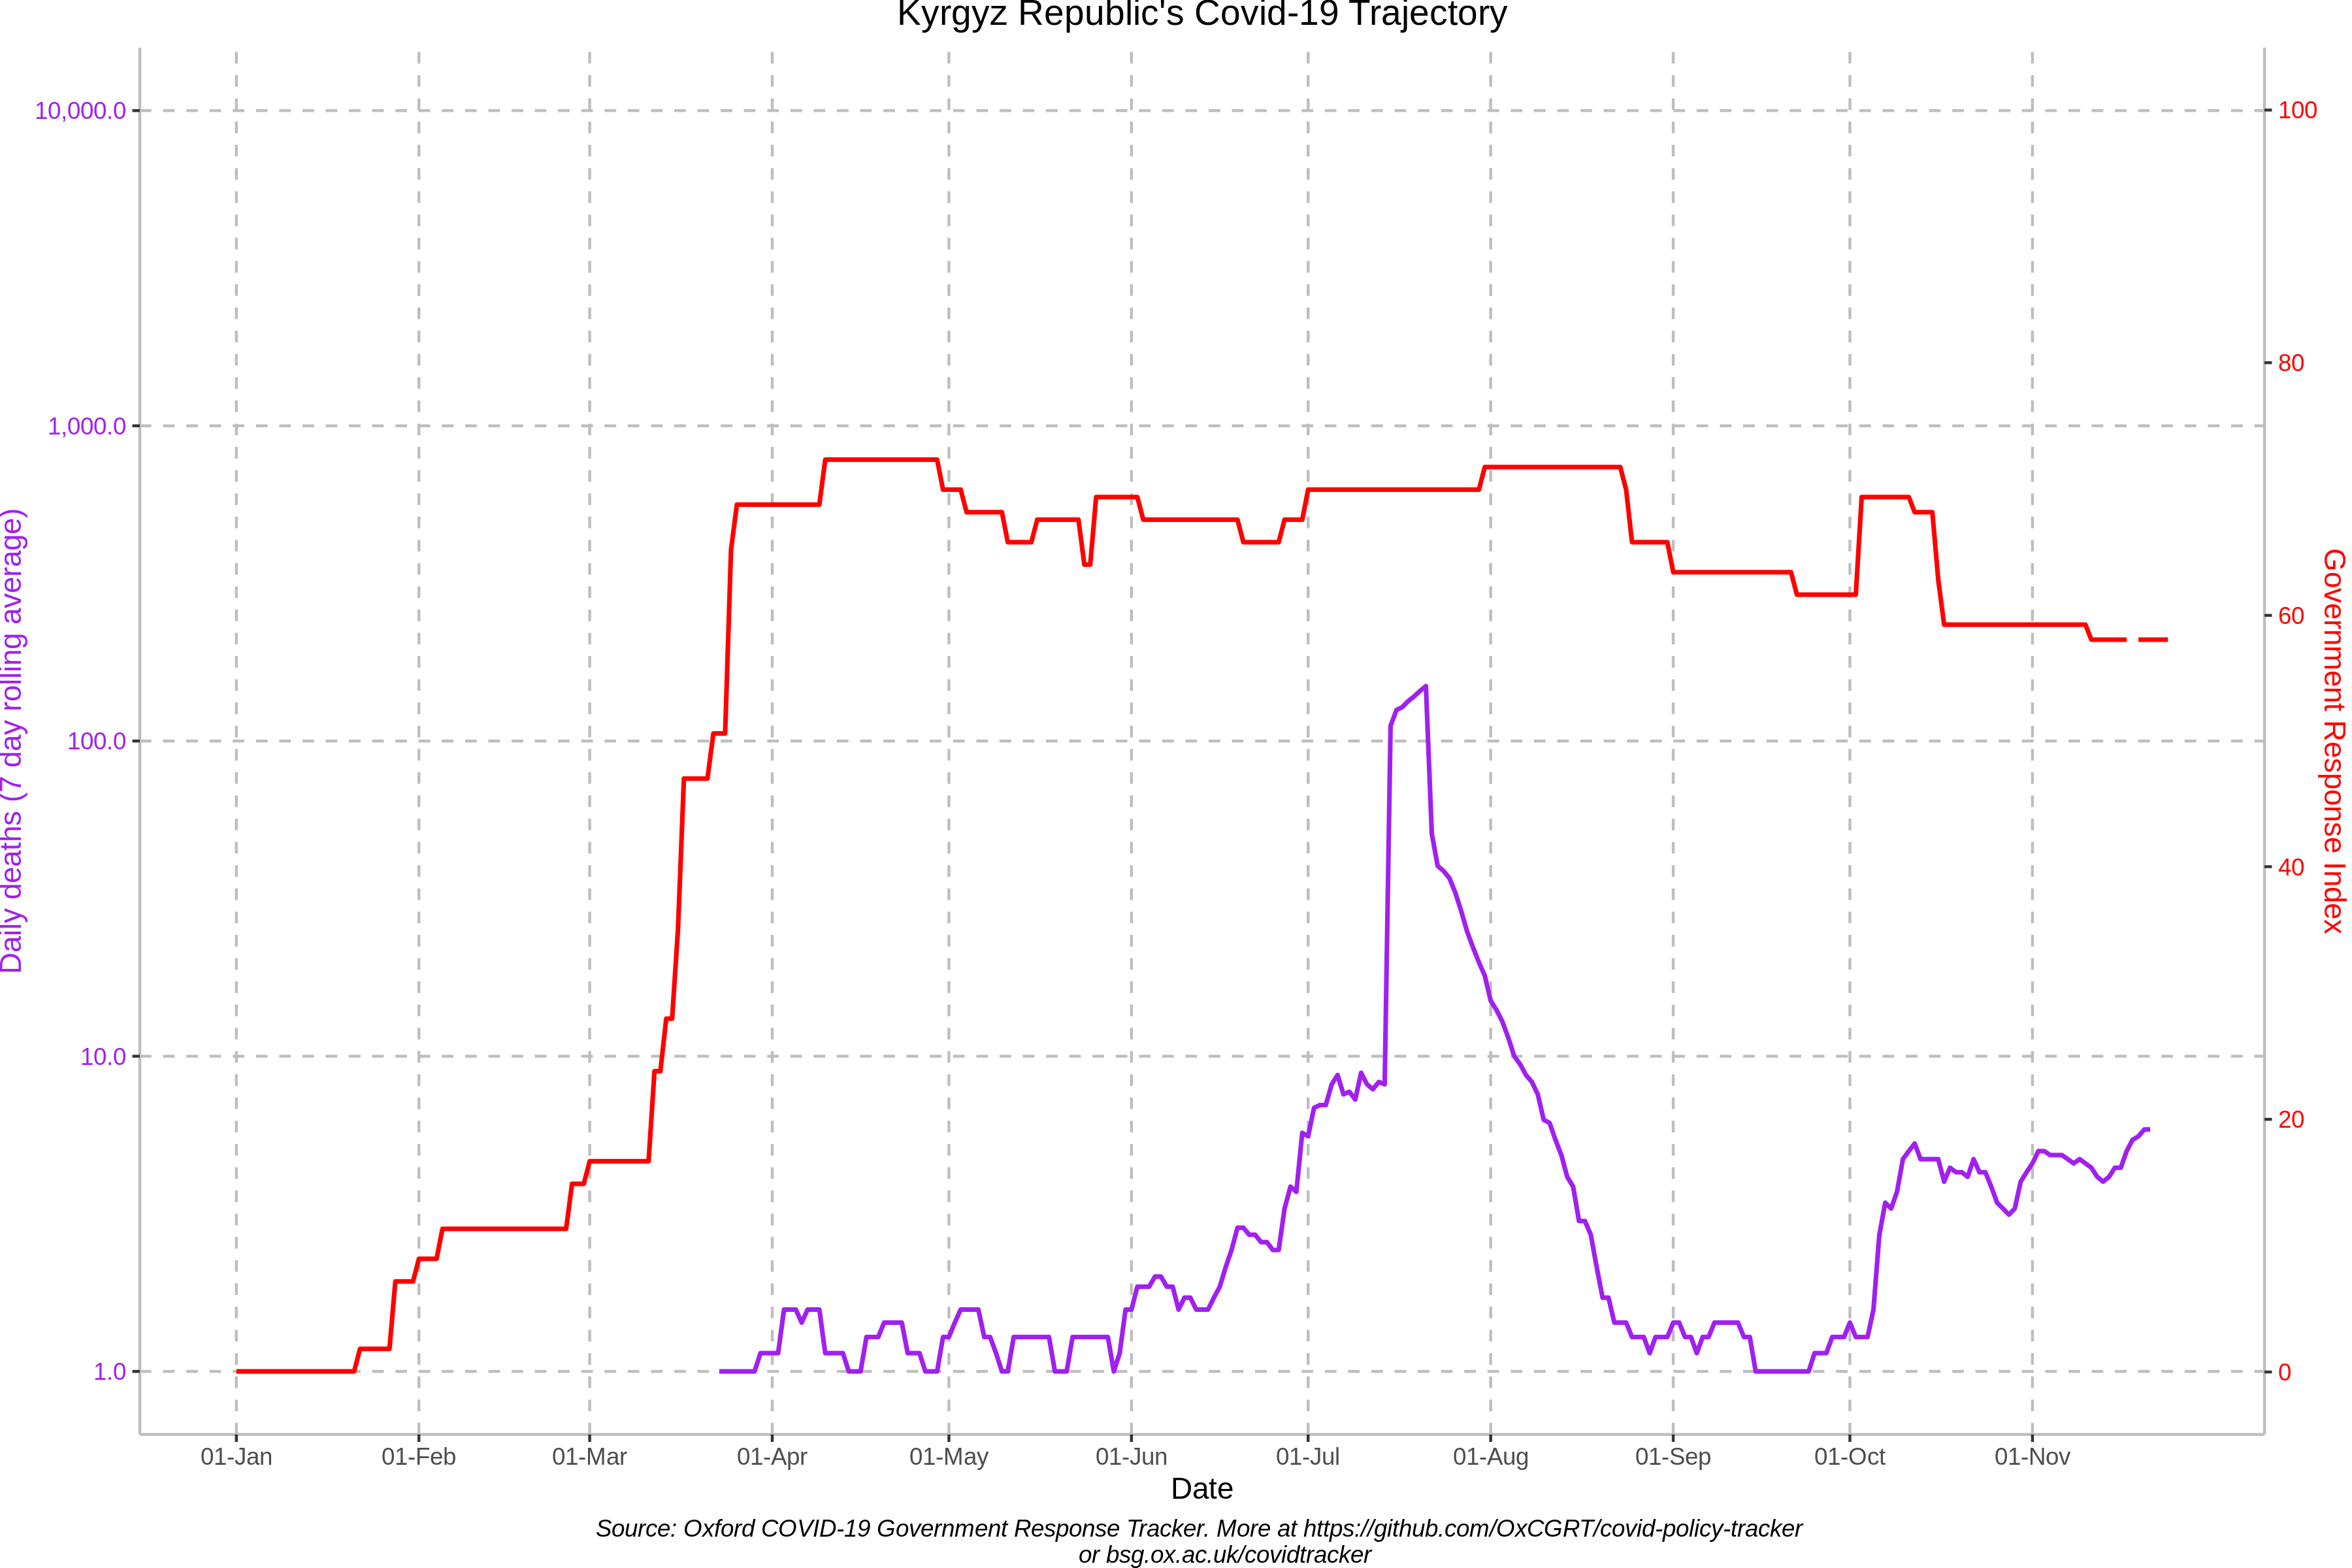 Kyrgyz Republic's Covid-19 Trajectory
Daily deaths (7 day rolling average)
10,000.0
1,000.0
100.0
10.0
1.0
100
80
60
40
20
0
Government Response Index
01-Jan 01-Feb 01-Mar 01-Apr 01-May 01-Jun 01-Jul 01-Aug 01-Sep 01-Oct 01-Nov
Date
Source: Oxford COVID-19 Government Response Tracker. More at https://github.com/OxCGRT/covid-policy-tracker
or bsg.ox.ac.uk/covidtracker